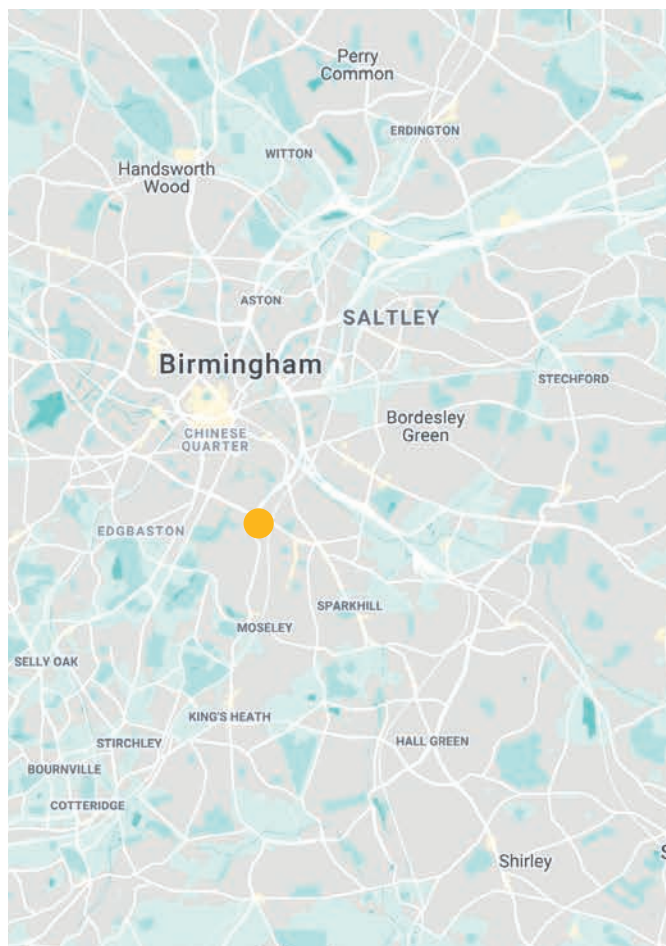 Perry
Common
ERDINGTON
WITTON
Handsworth
Wood
ASTON
SALTLEY
Birmingham
STECHFORD
Bordesley
Green
CHINESE
QUARTER
EDGBASTON
SPARKHILL
MOSELEY
SELLY OAK
KING'S HEATH
STIRCHLEY
HALL GREEN
BOURNVILLE
COTTERIDGE
Shirley